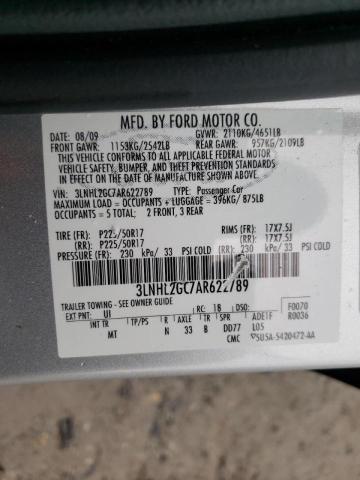 MFD. BY FORD MOTOR CO.
DATE: 08/09 GVWR: 2110KG/4651LB
FRONT GAWR: 1153KG/2542LB REAR GAWR: 957KG/2109LB
THIS VEHICLE CONFORMS TO ALL APPLICABLE FEDERAL MOTOR
VEHICLE SAFETY, BUMPER, AND THEFT PREVENTION STANDARDS
IN EFFECT ON THE DATE OF MANUFACTURE SHOWN ABOVE.
VIN: 3LNHL2GC7AR622789 TYPE: Passenger Car
MAXIMUM LOAD = OCCUPANTS + LUGGAGE = 396KG/ 875LB
OCCUPANTS = 5 TOTAL: 2 FRONT, 3 REAR
TIRE (FR): P225/50R17 RIMS (FR): 17X7.5J
(RR): P225/50R17 (RR): 17X7.5J
PRESSURE (FR): 230 kPa/ 33 PSI COLD (RR): 230 kPa/ 33 PSI COLD
3LNHL2GC7AR622789
TRAILER TOWING - SEE OWNER GUIDE
EXT PNT: UI RC: 18 DSO: F0070
INT TR TP/PS R AXLE TR SPR ADE1F R0036
MT N 33 B DD77 L05
CMC 5U5A-5420472-AA